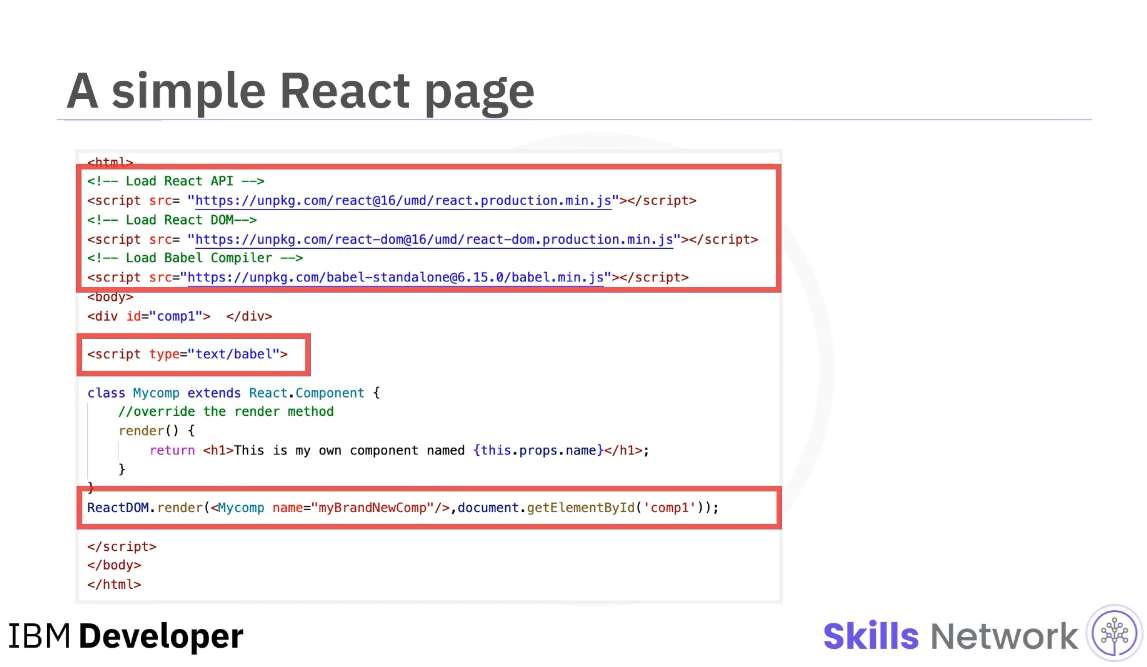 A simple React page
<html>
<!-- Load React API -->
<script src= "https://unpkg.com/react@16/umd/react.production.min.js"></script>
<!-- Load React DOM-->
<script src= "https://unpkg.com/react-dom@16/umd/react-dom.production.min.js"></script>
<!-- Load Babel Compiler -->
<script src="https://unpkg.com/babel-standalone@6.15.0/babel.min.js"></script>
<body>
<div id="comp1">  </div>
<script type="text/babel">
class Mycomp extends React.Component {
    //override the render method
    render() {
        return <h1>This is my own component named {this.props.name}</h1>;
    }
}
ReactDOM.render(<Mycomp name="myBrandNewComp"/>,document.getElementById('comp1'));
</script>
</body>
</html>
IBM Developer
Skills Network